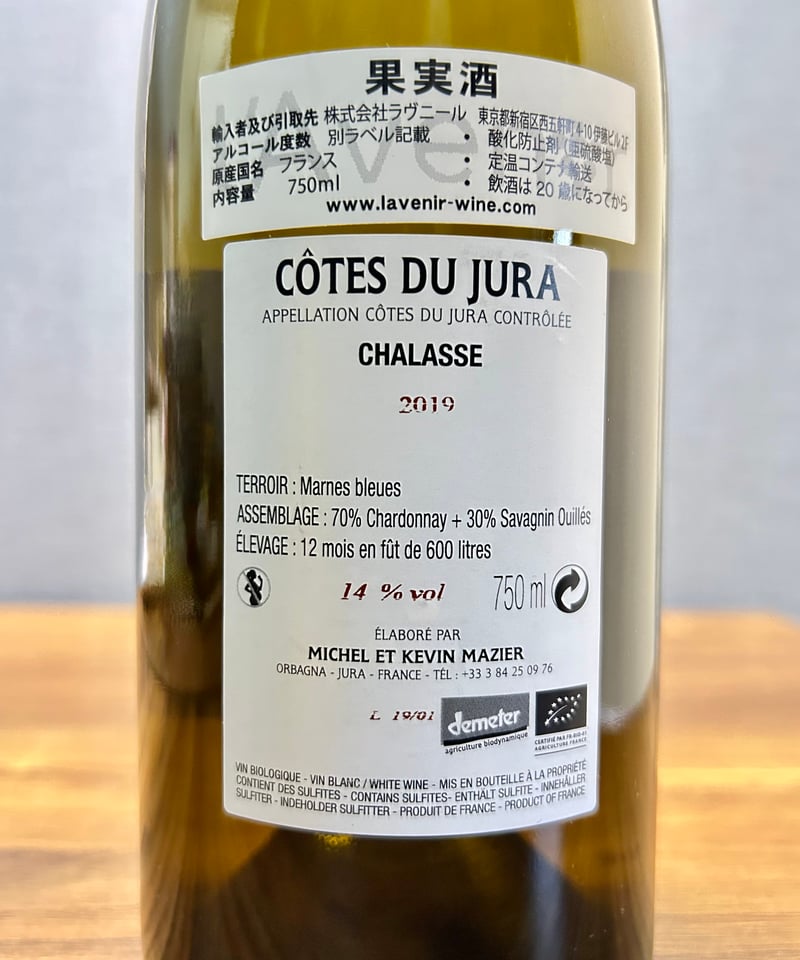 果実酒
輸入者及び引取先 株式会社ラヴニール 東京都新宿区西五軒町4-10伊藤ビル2F
アルコール度数 別ラベル記載 ・ 酸化防止剤(亜硫酸塩)
原産国名 フランス ・ 定温コンテナ輸送
内容量 750ml ・ 飲酒は20歳になってから
www.lavenir-wine.com
CÔTES DU JURA
APPELLATION CÔTES DU JURA CONTRÔLÉE
CHALASSE
2019
TERROIR : Marnes bleues
ASSEMBLAGE : 70% Chardonnay + 30% Savagnin Ouillés
ÉLEVAGE : 12 mois en fût de 600 litres
14 % vol 750 ml
ÉLABORÉ PAR
MICHEL ET KEVIN MAZIER
ORBAGNA - JURA - FRANCE - TÉL : +33 3 84 25 09 76
L 19/01 demeter
agriculture biodynamique
CERTIFIÉ PAR FR-BIO-01
AGRICULTURE FRANCE
VIN BIOLOGIQUE - VIN BLANC / WHITE WINE - MIS EN BOUTEILLE À LA PROPRIÉTÉ
CONTIENT DES SULFITES - CONTAINS SULFITES- ENTHÄLT SULFITE - INNEHÅLLER
SULFITER - INDEHOLDER SULFITTER - PRODUIT DE FRANCE - PRODUCT OF FRANCE